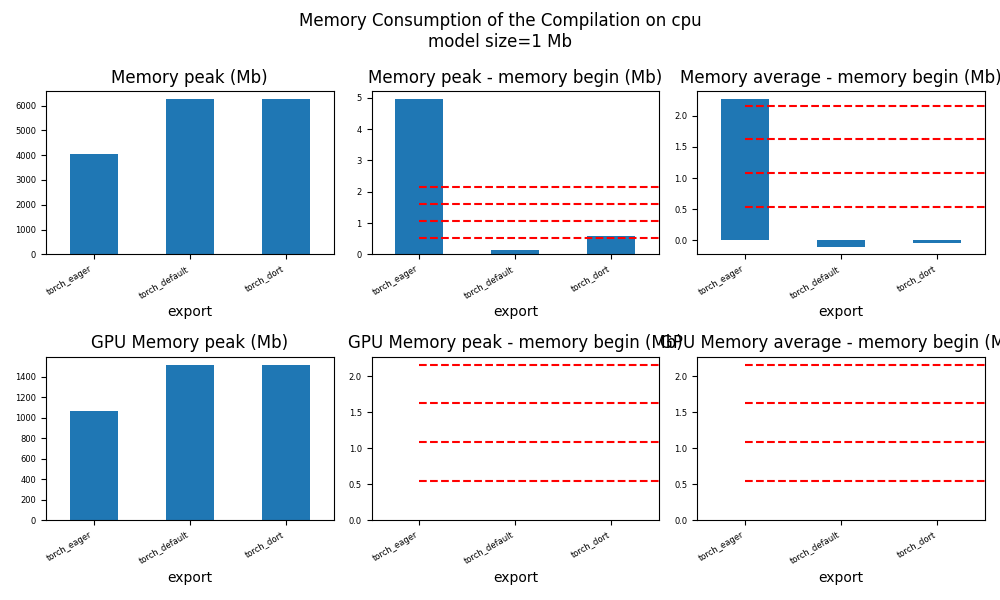 Memory Consumption of the Compilation on cpu
model size=1 Mb
Memory peak (Mb)
6000
5000
4000
3000
2000
1000
0
torch_eager
torch_default
torch_dort
export
Memory peak - memory begin (Mb)
5
4
3
2
1
0
torch_eager
torch_default
torch_dort
export
Memory average - memory begin (Mb)
2.0
1.5
1.0
0.5
0.0
torch_eager
torch_default
torch_dort
export
GPU Memory peak (Mb)
1400
1200
1000
800
600
400
200
0
torch_eager
torch_default
torch_dort
export
GPU Memory peak - memory begin (Mb)
2.0
1.5
1.0
0.5
0.0
torch_eager
torch_default
torch_dort
export
GPU Memory average - memory begin (M
2.0
1.5
1.0
0.5
0.0
torch_eager
torch_default
torch_dort
export